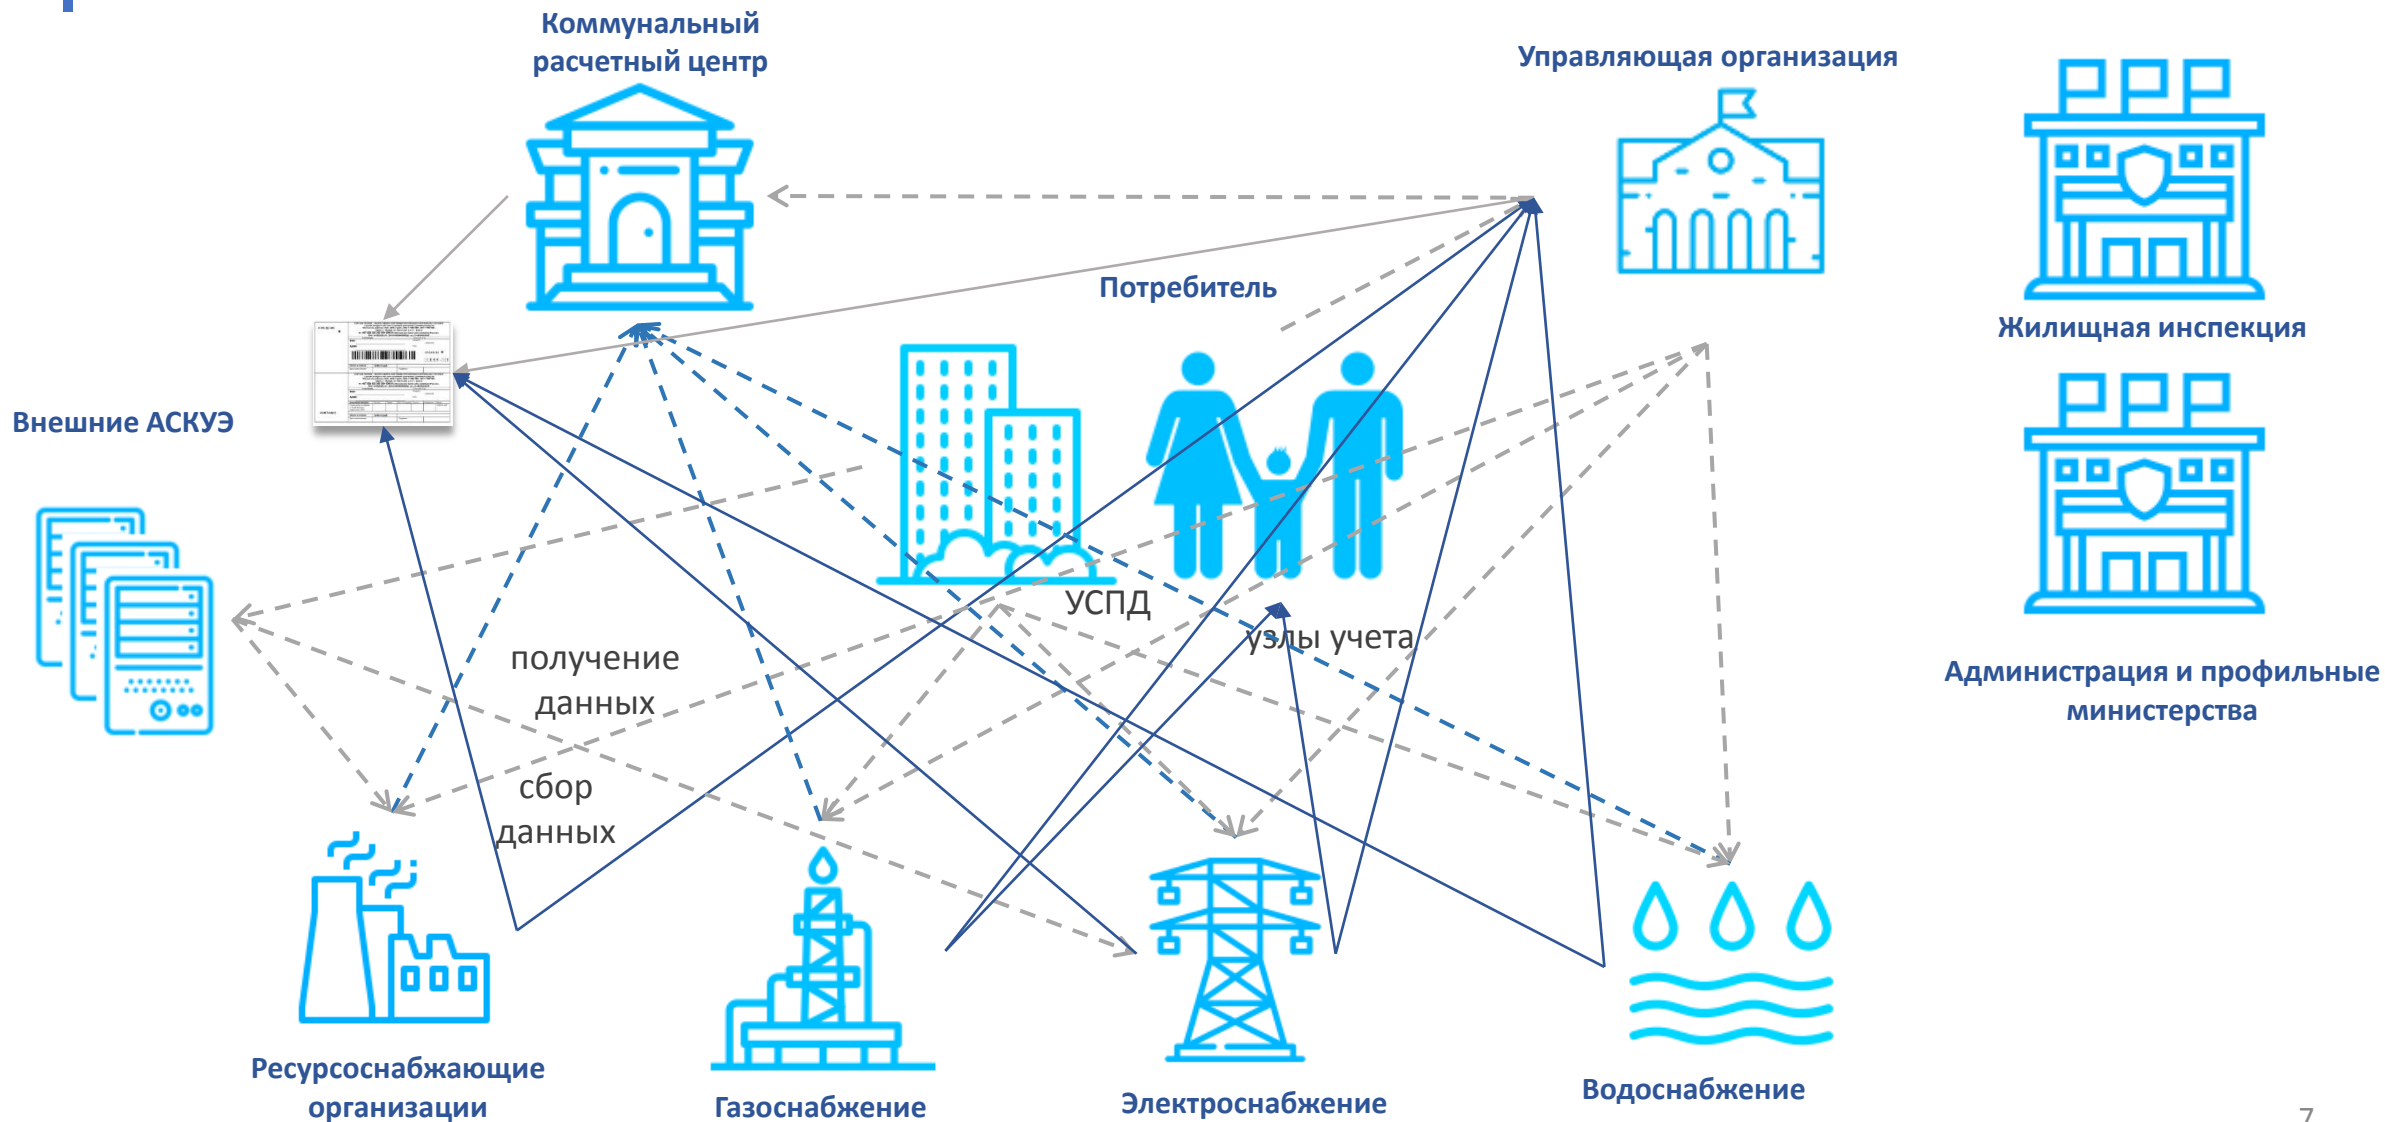 Коммунальный
расчетный центр
Управляющая организация
Потребитель
Жилищная инспекция
Внешние АСКУЭ
УСПД
узлы учета
получение
данных
Администрация и профильные
министерства
сбор
данных
Ресурсоснабжающие
организации
Газоснабжение
Электроснабжение
Водоснабжение
7